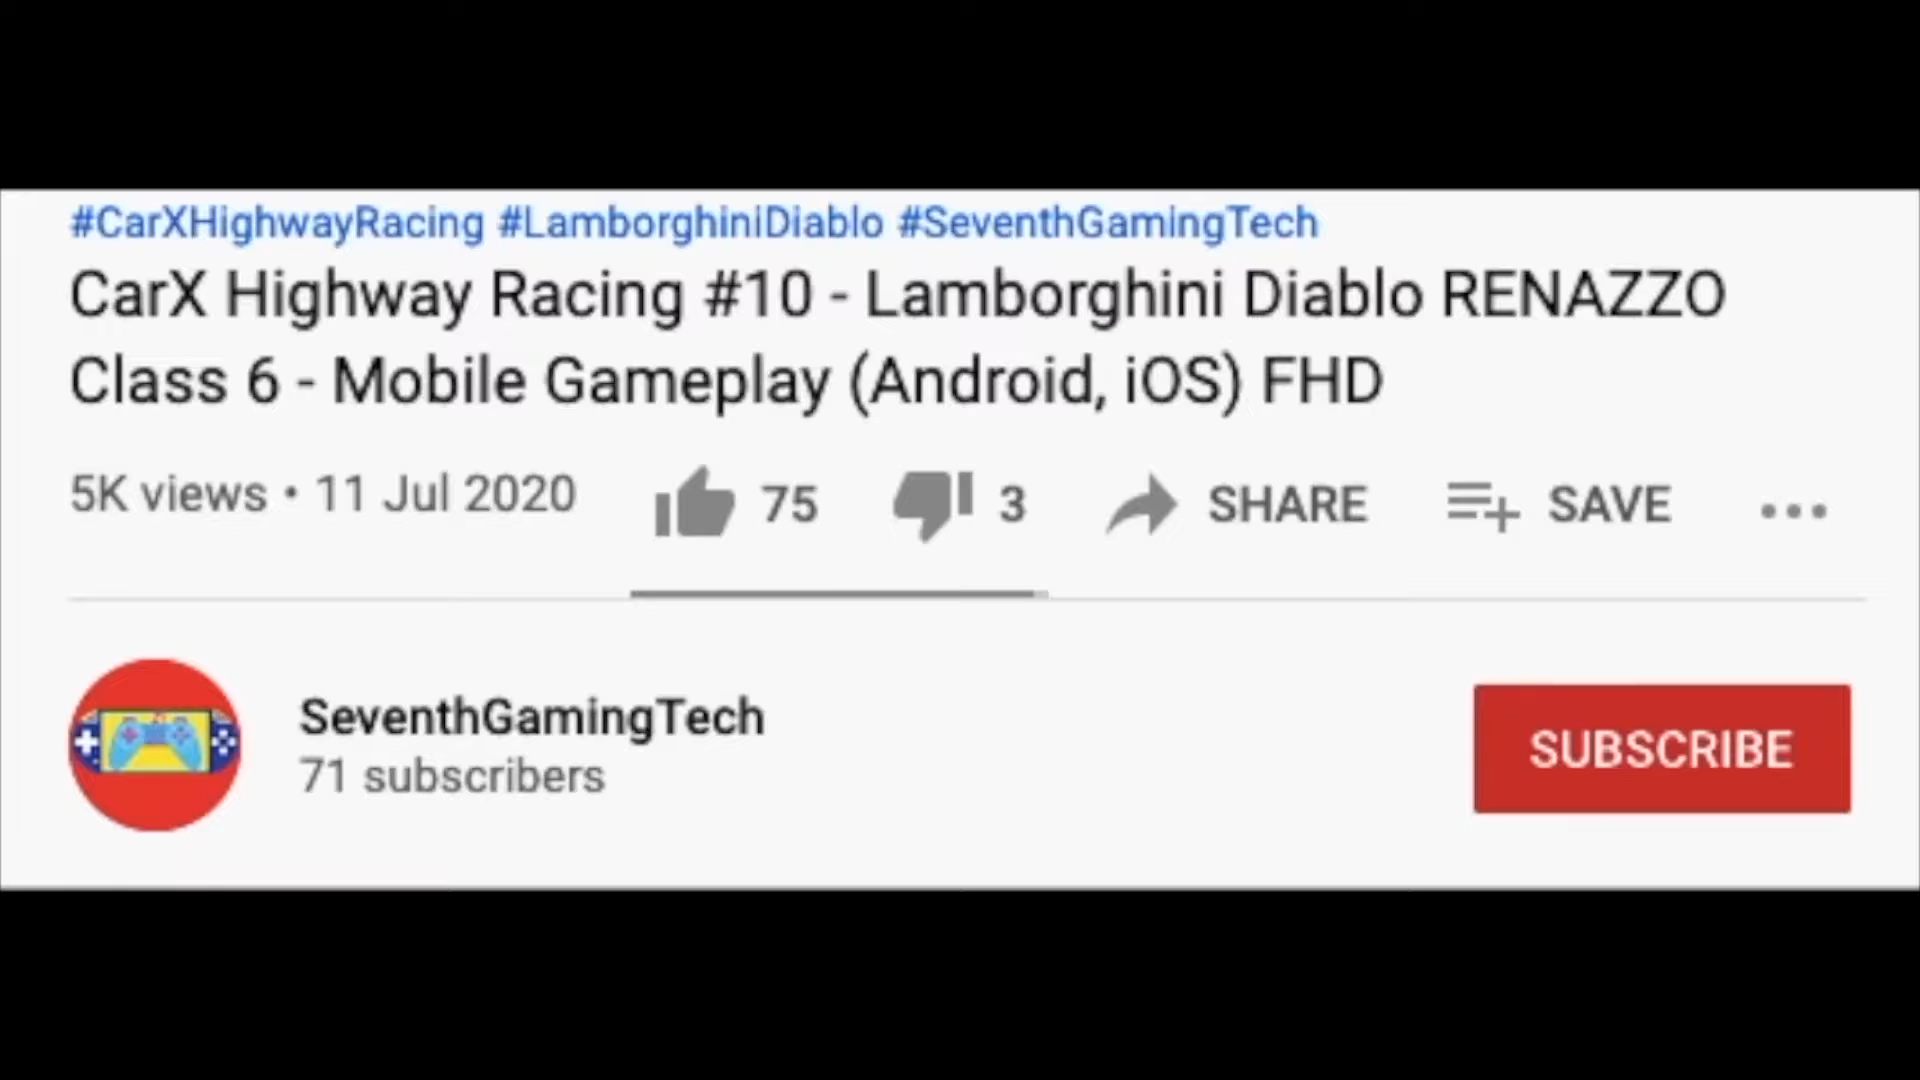 #CarXHighwayRacing #LamborghiniDiablo #SeventhGamingTech
CarX Highway Racing #10 - Lamborghini Diablo RENAZZO
Class 6 - Mobile Gameplay (Android, iOS) FHD
5K views • 11 Jul 2020 75 3 SHARE SAVE
SeventhGamingTech
71 subscribers
SUBSCRIBE